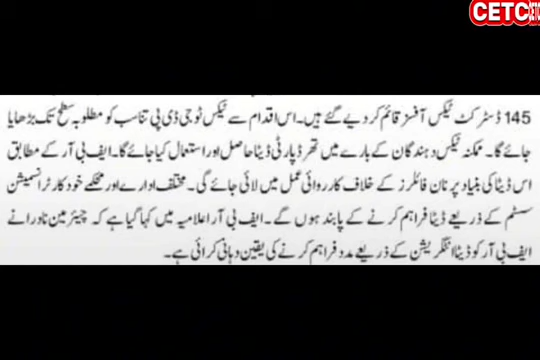 CETC
145 ڈسٹرکٹ ٹیکس آفسز قائم کر دیے گئے ہیں۔ اس اقدام سے ٹیکس ٹو جی ڈی پی تناسب کو مطلوبہ سطح تک بڑھایا
جائے گا۔ ممکنہ ٹیکس دہندگان کے بارے میں تھرڈ پارٹی ڈیٹا حاصل اور استعمال کیا جائے گا۔ ایف بی آر کے مطابق
اس ڈیٹا کی بنیاد پر نان فائلرز کے خلاف کارروائی عمل میں لائی جائے گی۔ مختلف ادارے اور محکمے خود کار ٹرانسمیشن
سسٹم کے ذریعے ڈیٹا فراہم کرنے کے پابند ہوں گے۔ ایف بی آر اعلامیہ میں کہا گیا ہے کہ چیئرمین نادرا نے
ایف بی آر کو ڈیٹا انٹگریشن کے ذریعے مدد فراہم کرنے کی یقین دہانی کرائی ہے۔